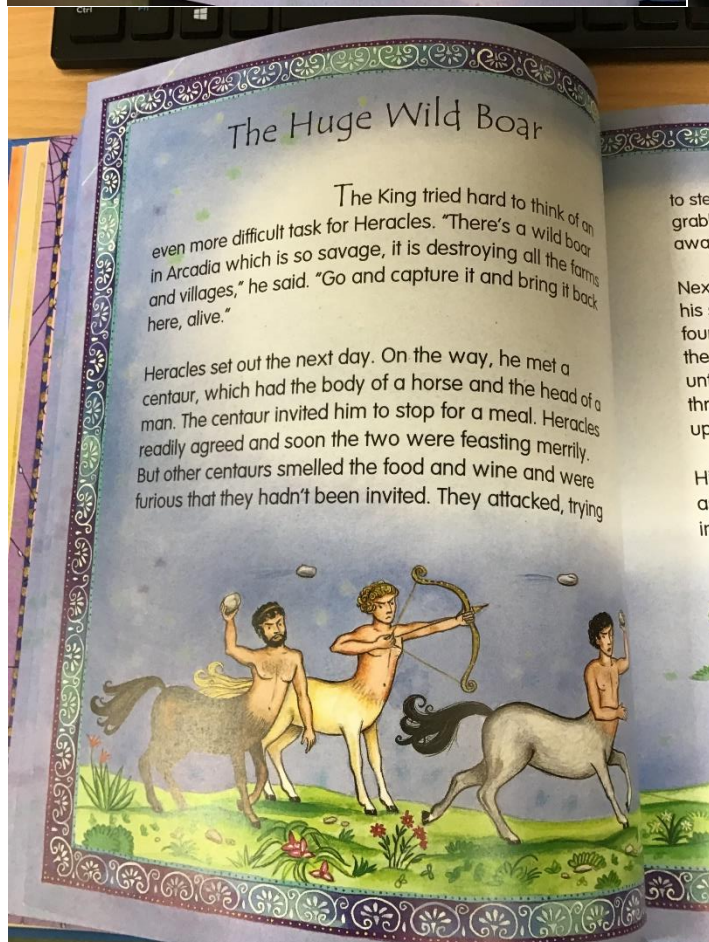 Ctrl
The Huge Wild Boar
The King tried hard to think of an
even more difficult task for Heracles. “There’s a wild boar
in Arcadia which is so savage, it is destroying all the farms
and villages,” he said. “Go and capture it and bring it back
here, alive.”
Heracles set out the next day. On the way, he met a
centaur, which had the body of a horse and the head of a
man. The centaur invited him to stop for a meal. Heracles
readily agreed and soon the two were feasting merrily.
But other centaurs smelled the food and wine and were
furious that they hadn’t been invited. They attacked, trying
to
his
up